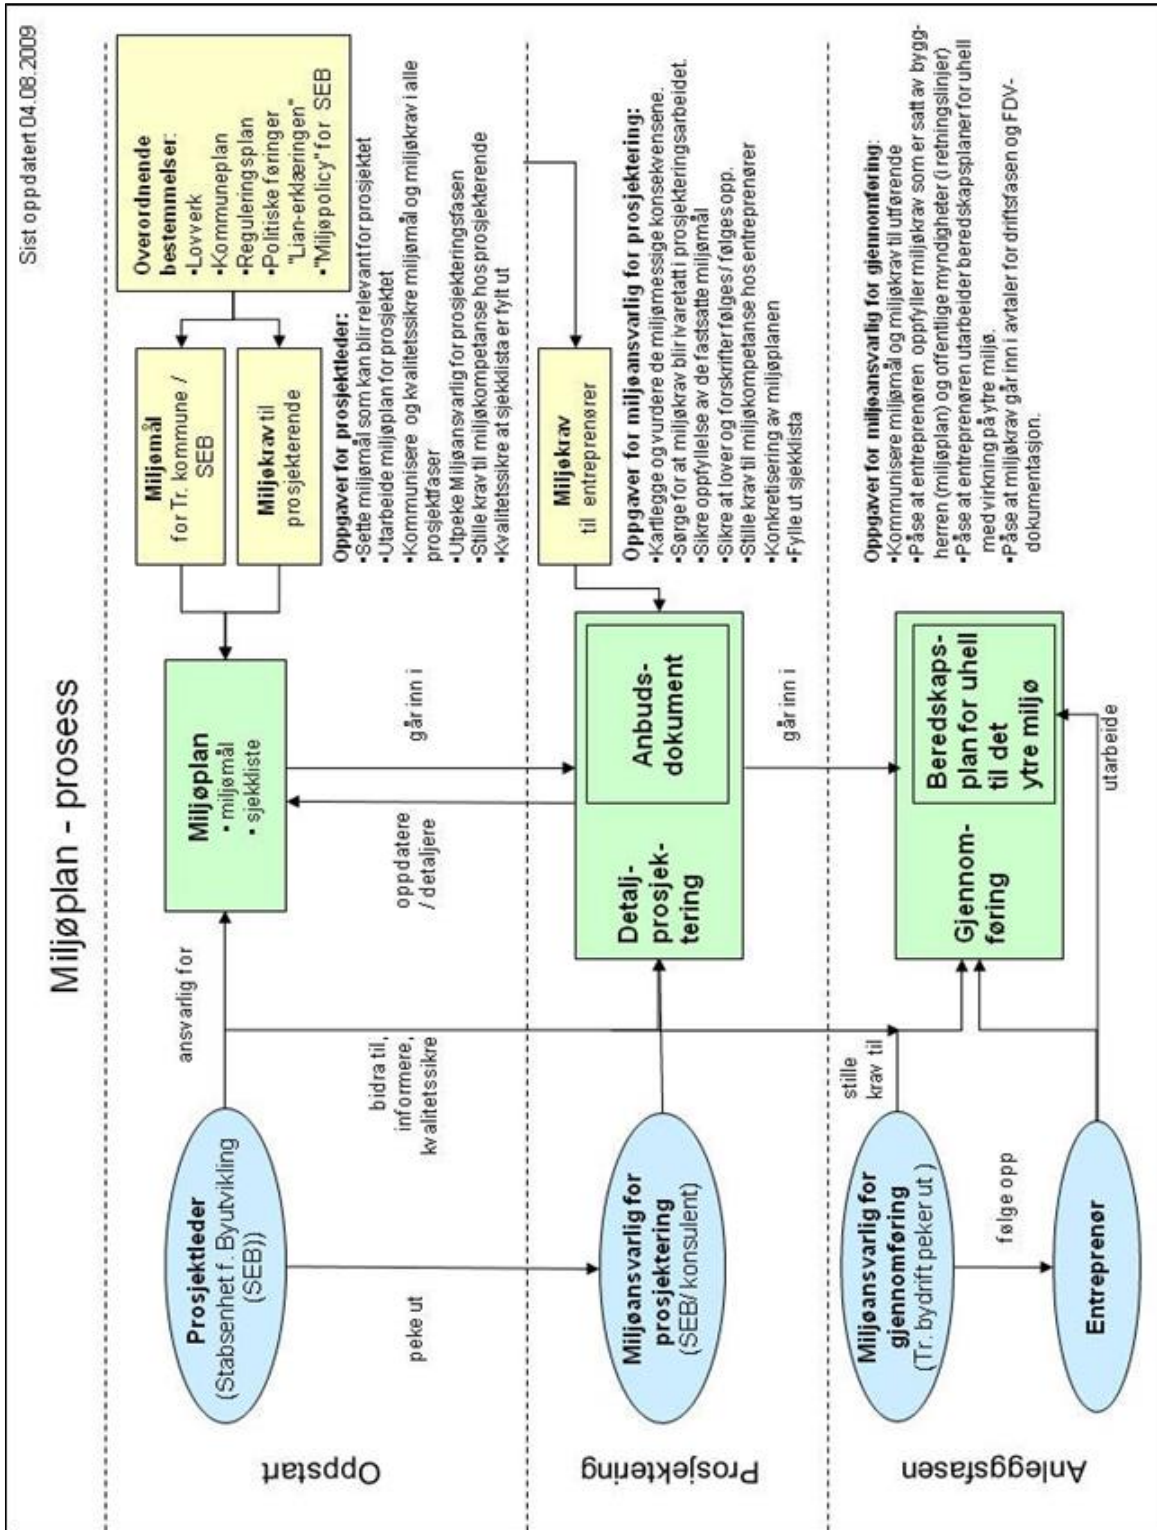 Sist oppdatert 04.08.2009
Miljøplan - prosess
Oppstart
Prosjektleder
(Stabsenhet f. Byutvikling
(SEB))
ansvarlig for
Miljøplan
• miljømål
• sjekkliste
Miljømål
for Tr. kommune /
SEB
Miljøkrav til
prosjekterende
Overordnende
bestemmelser:
•Lovverk
•Kommuneplan
•Reguleringsplan
•Politiske føringer
"Lian-erklæringen"
•"Miljøpolicy" for SEB
Oppgaver for prosjektleder:
•Sette miljømål som kan blir relevant for prosjektet
•Utarbeide miljøplan for prosjektet
•Kommunisere og kvalitetssikre miljømål og miljøkrav i alle
prosjektfaser
•Utpeke Miljøansvarlig for prosjekteringsfasen
•Stille krav til miljøkompetanse hos prosjekterende
•Kvalitetssikre at sjekklista er fylt ut
peke ut
bidra til,
informere,
kvalitetssikre
oppdatere
/ detaljere
går inn i
Prosjektering
Miljøansvarlig for
prosjektering
(SEB/ konsulent)
Detalj-
prosjek-
tering
Anbuds-
dokument
Miljøkrav
til entreprenører
Oppgaver for miljøansvarlig for prosjektering:
•Kartlegge og vurdere de miljømessige konsekvensene.
•Sørge for at miljøkrav blir ivaretatt i prosjekteringsarbeidet.
•Sikre oppfyllelse av de fastsatte miljømål
•Sikre at lover og forskrifter følges / følges opp.
•Stille krav til miljøkompetanse hos entreprenører
•Konkretisering av miljøplanen
•Fylle ut sjekklista
går inn i
Anleggsfasen
Miljøansvarlig for
gjennomføring
(Tr. bydrift peker ut )
stille
krav til
følge opp
Entreprenør
Gjennom-
føring
Beredskaps-
plan for uhell
til det
ytre miljø
utarbeide
Oppgaver for miljøansvarlig for gjennomføring:
•Kommunisere miljømål og miljøkrav til utførende
•Påse at entreprenøren oppfyller miljøkrav som er satt av bygg-
herren (miljøplan) og offentlige myndigheter (i retningslinjer)
•Påse at entreprenøren utarbeider beredskapsplaner for uhell
med virkning på ytre miljø.
•Påse at miljøkrav går inn i avtaler for driftsfasen og FDV-
dokumentasjon.